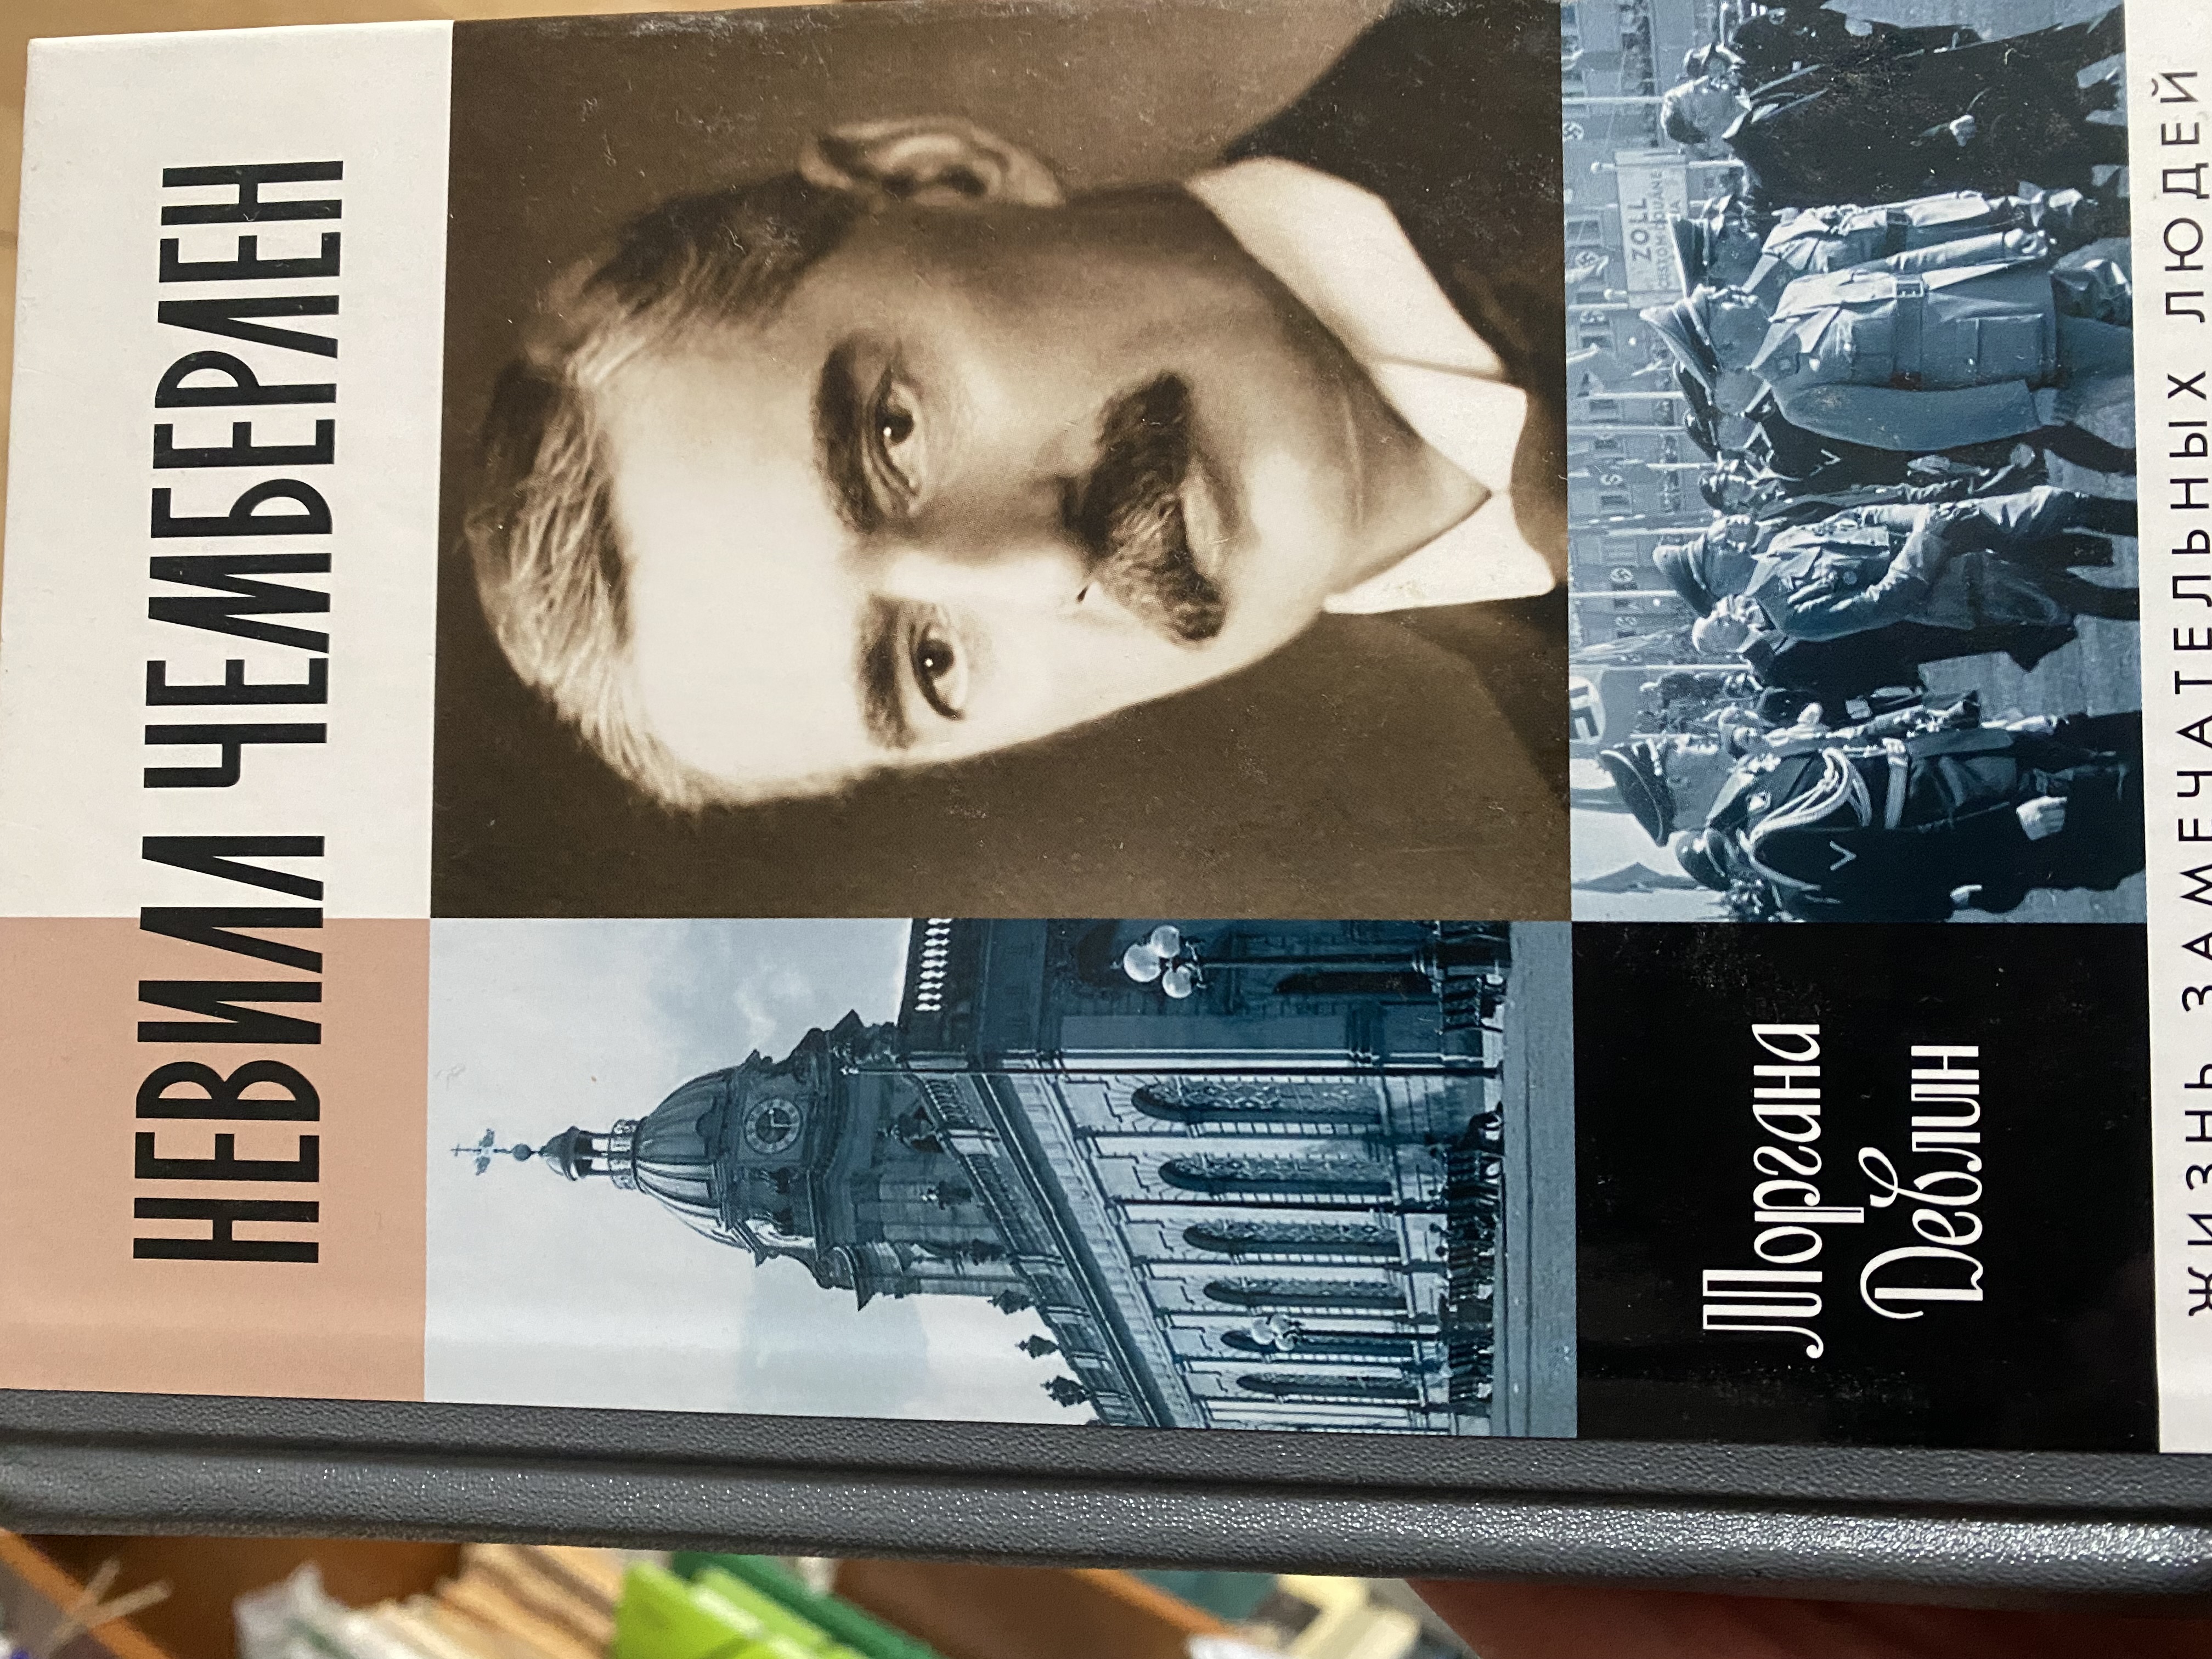 НЕВИЛЛ ЧЕМБЕРЛЕН
ZOLL
Моргана
Девлин
ЖИЗНЬ ЗАМЕЧАТЕЛЬНЫХ ЛЮДЕЙ